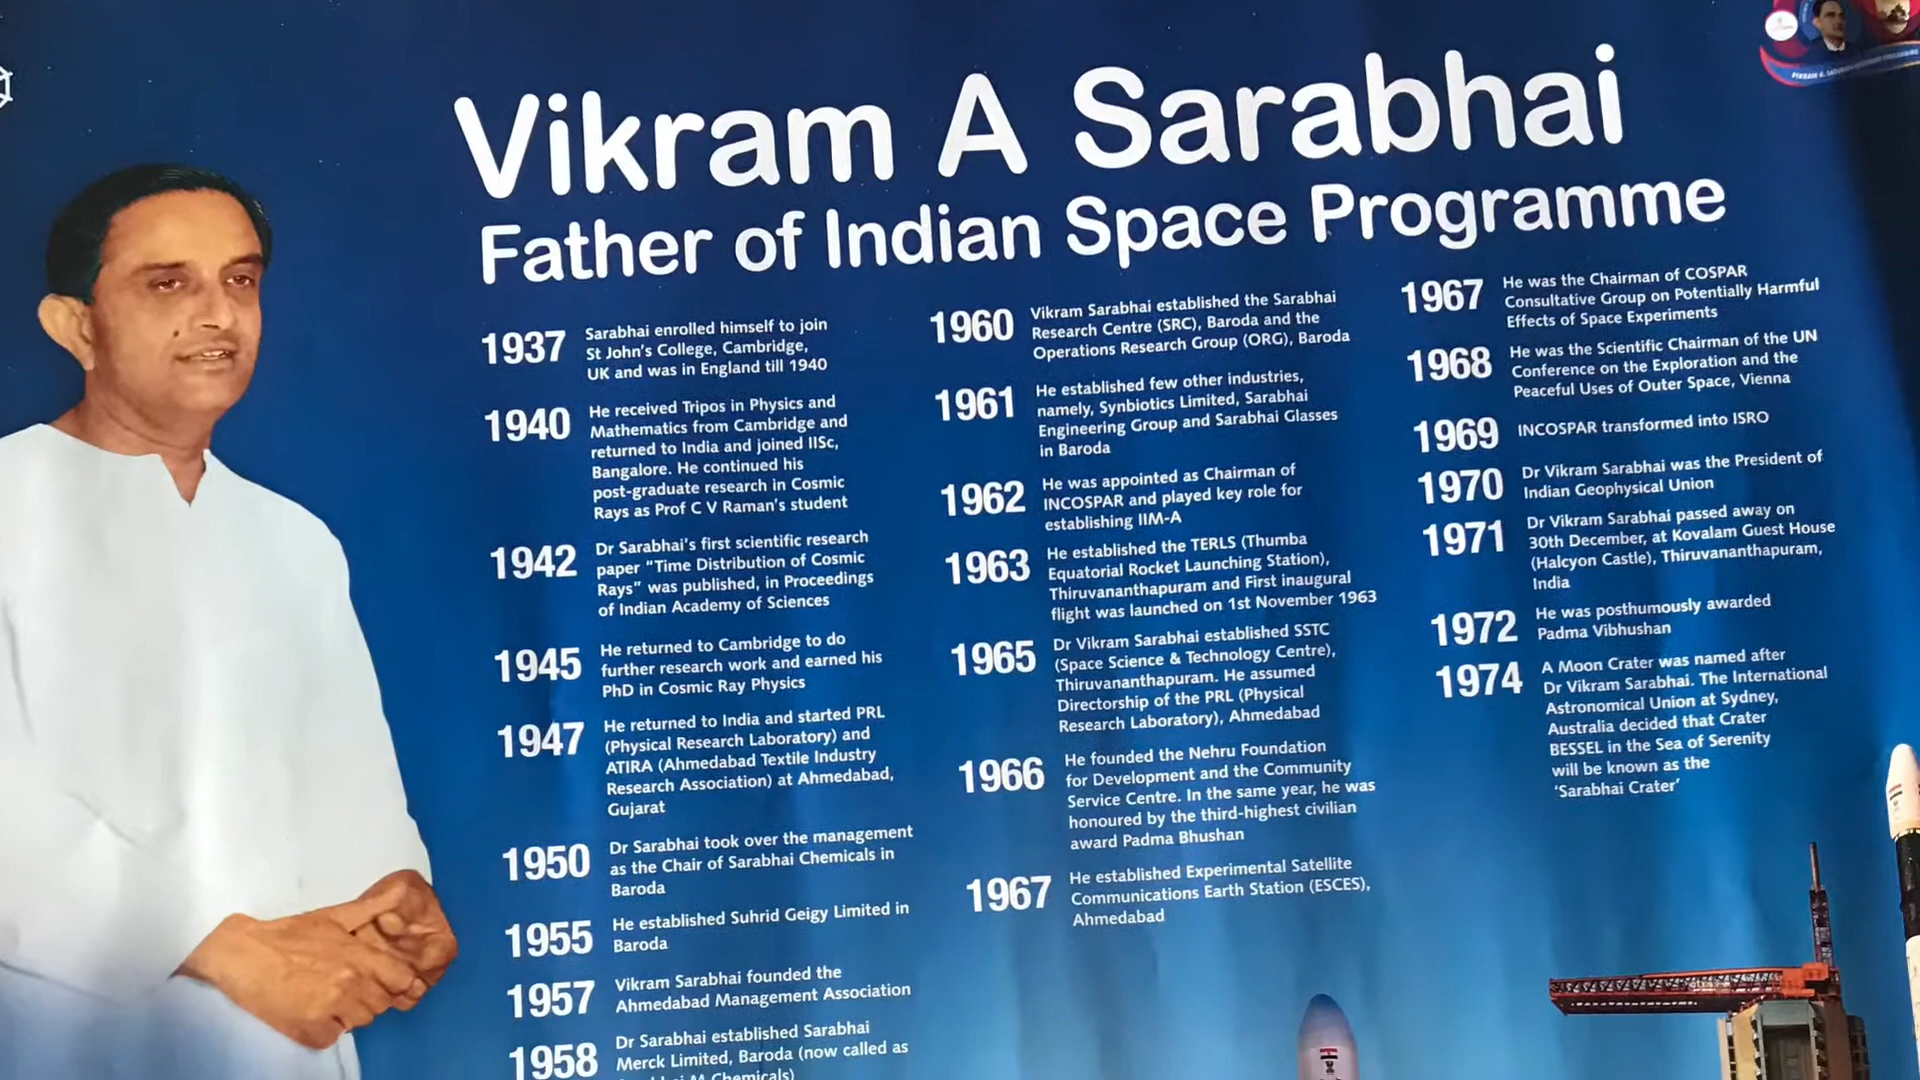 Vikram A Sarabhai
Father of Indian Space Programme
1937
Sarabhai enrolled himself to join
St John's College, Cambridge,
UK and was in England till 1940
1940
He received Tripos in Physics and
Mathematics from Cambridge and
returned to India and joined IISc,
Bangalore. He continued his
post-graduate research in Cosmic
Rays as Prof C V Raman's student
1942
Dr Sarabhai's first scientific research
paper "Time Distribution of Cosmic
Rays" was published, in Proceedings
of Indian Academy of Sciences
1945
He returned to Cambridge to do
further research work and earned his
PhD in Cosmic Ray Physics
1947
He returned to India and started PRL
(Physical Research Laboratory) and
ATIRA (Ahmedabad Textile Industry
Research Association) at Ahmedabad,
Gujarat
1950
Dr Sarabhai took over the management
as the Chair of Sarabhai Chemicals in
Baroda
1955
He established Suhrid Geigy Limited in
Baroda
1957
Vikram Sarabhai founded the
Ahmedabad Management Association
1958
Dr Sarabhai established Sarabhai
Merck Limited, Baroda (now called as
Chemicals)
1960
Vikram Sarabhai established the Sarabhai
Research Centre (SRC), Baroda and the
Operations Research Group (ORG), Baroda
1961
He established few other industries,
namely, Synbiotics Limited, Sarabhai
Engineering Group and Sarabhai Glasses
in Baroda
1962
He was appointed as Chairman of
INCOSPAR and played key role for
establishing IIM-A
1963
He established the TERLS (Thumba
Equatorial Rocket Launching Station),
Thiruvananthapuram and First inaugural
flight was launched on 1st November 1963
1965
Dr Vikram Sarabhai established SSTC
(Space Science & Technology Centre),
Thiruvananthapuram. He assumed
Directorship of the PRL (Physical
Research Laboratory), Ahmedabad
1966
He founded the Nehru Foundation
for Development and the Community
Service Centre. In the same year, he was
honoured by the third-highest civilian
award Padma Bhushan
1967
He established Experimental Satellite
Communications Earth Station (ESCES),
Ahmedabad
1967
He was the Chairman of COSPAR
Consultative Group on Potentially Harmful
Effects of Space Experiments
1968
He was the Scientific Chairman of the UN
Conference on the Exploration and the
Peaceful Uses of Outer Space, Vienna
1969
INCOSPAR transformed into ISRO
1970
Dr Vikram Sarabhai was the President of
Indian Geophysical Union
1971
Dr Vikram Sarabhai passed away on
30th December, at Kovalam Guest House
(Halcyon Castle), Thiruvananthapuram,
India
1972
He was posthumously awarded
Padma Vibhushan
1974
A Moon Crater was named after
Dr Vikram Sarabhai. The International
Astronomical Union at Sydney,
Australia decided that Crater
BESSEL in the Sea of Serenity
will be known as the
'Sarabhai Crater'